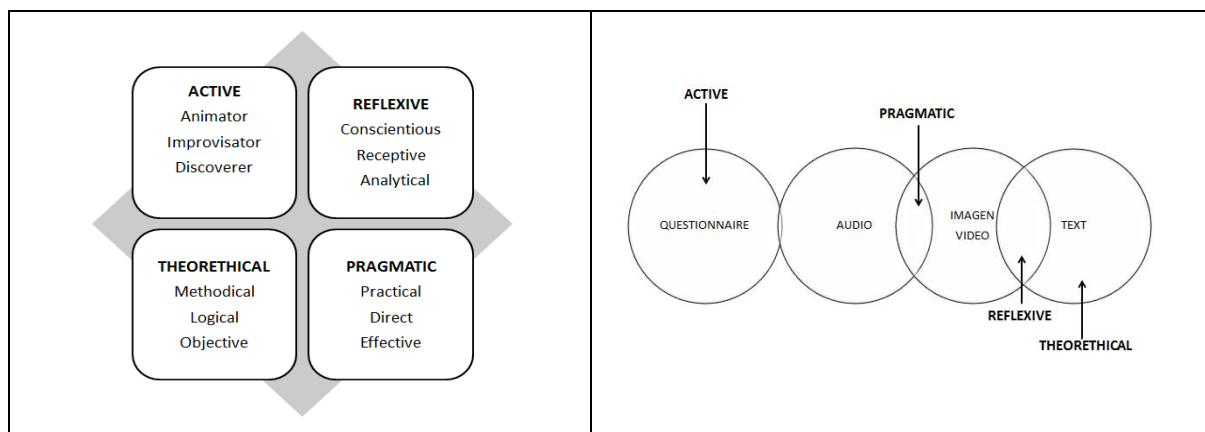 ACTIVE
Animator
Improvisator
Discoverer
REFLEXIVE
Conscientious
Receptive
Analytical
THEORETHICAL
Methodical
Logical
Objective
PRAGMATIC
Practical
Direct
Effective
ACTIVE
PRAGMATIC
QUESTIONNAIRE
AUDIO
IMAGEN
VIDEO
TEXT
REFLEXIVE
THEORETHICAL